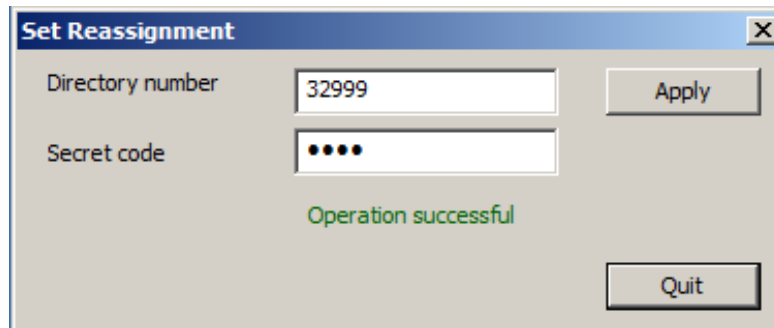 Set Reassignment
Directory number 32999 Apply
Secret code ••••
Operation successful
Quit